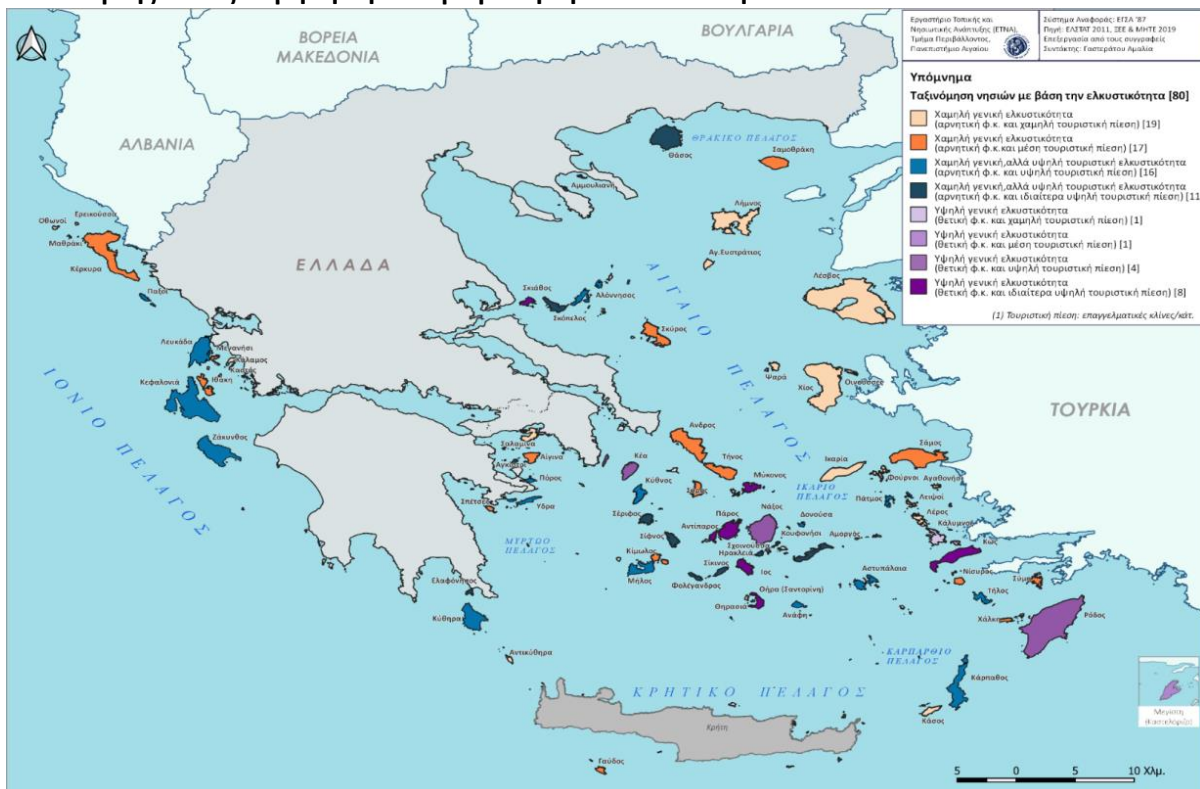 ΒΟΡΕΙΑ
ΜΑΚΕΔΟΝΙΑ
ΒΟΥΛΓΑΡΙΑ
ΑΛΒΑΝΙΑ
ΕΛΛΑΔΑ
ΤΟΥΡΚΙΑ
Εργαστήριο Τοπικής και
Νησιωτικής Ανάπτυξης (ΕΤΝΑ)
Τμήμα Περιβάλλοντος,
Πανεπιστήμιο Αιγαίου
Σύστημα Αναφοράς: ΕΓΣΑ '87
Πηγή: ΕΛΣΤΑΤ 2011, ΞΕΕ & ΜΗΤΕ 2019
Επεξεργασία από τους συγγραφείς
Συντάκτης: Γαστεράτου Αμαλία
Υπόμνημα
Ταξινόμηση νησιών με βάση την ελκυστικότητα [80]
Χαμηλή γενική ελκυστικότητα
(αρνητική φ.κ. και χαμηλή τουριστική πίεση) [19]
Χαμηλή γενική ελκυστικότητα
(αρνητική φ.κ.και μέση τουριστική πίεση) [17]
Χαμηλή γενική,αλλά υψηλή τουριστική ελκυστικότητα
(αρνητική φ.κ. και υψηλή τουριστική πίεση) [16]
Χαμηλή γενική,αλλά υψηλή τουριστική ελκυστικότητα
(αρνητική φ.κ. και ιδιαίτερα υψηλή τουριστική πίεση) [11
Υψηλή γενική ελκυστικότητα
(θετική φ.κ. και χαμηλή τουριστική πίεση) [1]
Υψηλή γενική ελκυστικότητα
(θετική φ.κ. και μέση τουριστική πίεση) [1]
Υψηλή γενική ελκυστικότητα
(θετική φ.κ. και υψηλή τουριστική πίεση) [4]
Υψηλή γενική ελκυστικότητα
(θετική φ.κ. και ιδιαίτερα υψηλή τουριστική πίεση) [8]
(1) Τουριστική πίεση: επαγγελματικές κλίνες/κάτ.
ΘΡΑΚΙΚΟ ΠΕΛΑΓΟΣ
Θάσος
Σαμοθράκη
Αμμουλιανή
Λήμνος
Αγ.Ευστράτιος
Λέσβος
ΑΙΓΑΙΟ ΠΕΛΑΓΟΣ
Οθωνοί
Ερεικούσσα
Μαθράκι
Κέρκυρα
Παξοί
Σκιάθος
Αλόννησος
Σκόπελος
Σκύρος
Λευκάδα
Μεγανήσι
Κάλαμος
Καστός
Ιθάκη
Κεφαλονιά
Ζάκυνθος
ΙΟΝΙΟ ΠΕΛΑΓΟΣ
Ψαρά
Χίος
Οινούσσες
Σαλαμίνα
Αίγινα
Αγκίστρι
Πόρος
Ύδρα
Σπέτσες
Άνδρος
Τήνος
Κέα
Κύθνος
Σύρος
Μύκονος
Ικαρία
ΙΚΑΡΙΟ
ΠΕΛΑΓΟΣ
Σάμος
Φούρνοι
Αγαθονήσι
Πάτμος
Λειψοί
Λέρος
Κάλυμνος
Κως
Σέριφος
Αντίπαρος
Πάρος
Νάξος
Δονούσα
Κουφονήσι
Σχοινούσσα
Ηρακλειά
Αμοργός
Σίφνος
Κίμωλος
Μήλος
Φολέγανδρος
Σίκινος
Ιος
Θήρα (Σαντορίνη)
Θηρασιά
Ανάφη
Αστυπάλαια
Νίσυρος
Σύμη
Τήλος
Χάλκη
Ρόδος
ΜΥΡΤΩΟ
ΠΕΛΑΓΟΣ
Ελαφόνησος
Κύθηρα
Αντικύθηρα
ΚΑΡΠΑΘΙΟ
ΠΕΛΑΓΟΣ
Κάρπαθος
Κάσος
ΚΡΗΤΙΚΟ ΠΕΛΑΓΟΣ
Κρήτη
Γαύδος
Μεγίστη
(Καστελόριζο)
5 0 5 10 Χλμ.